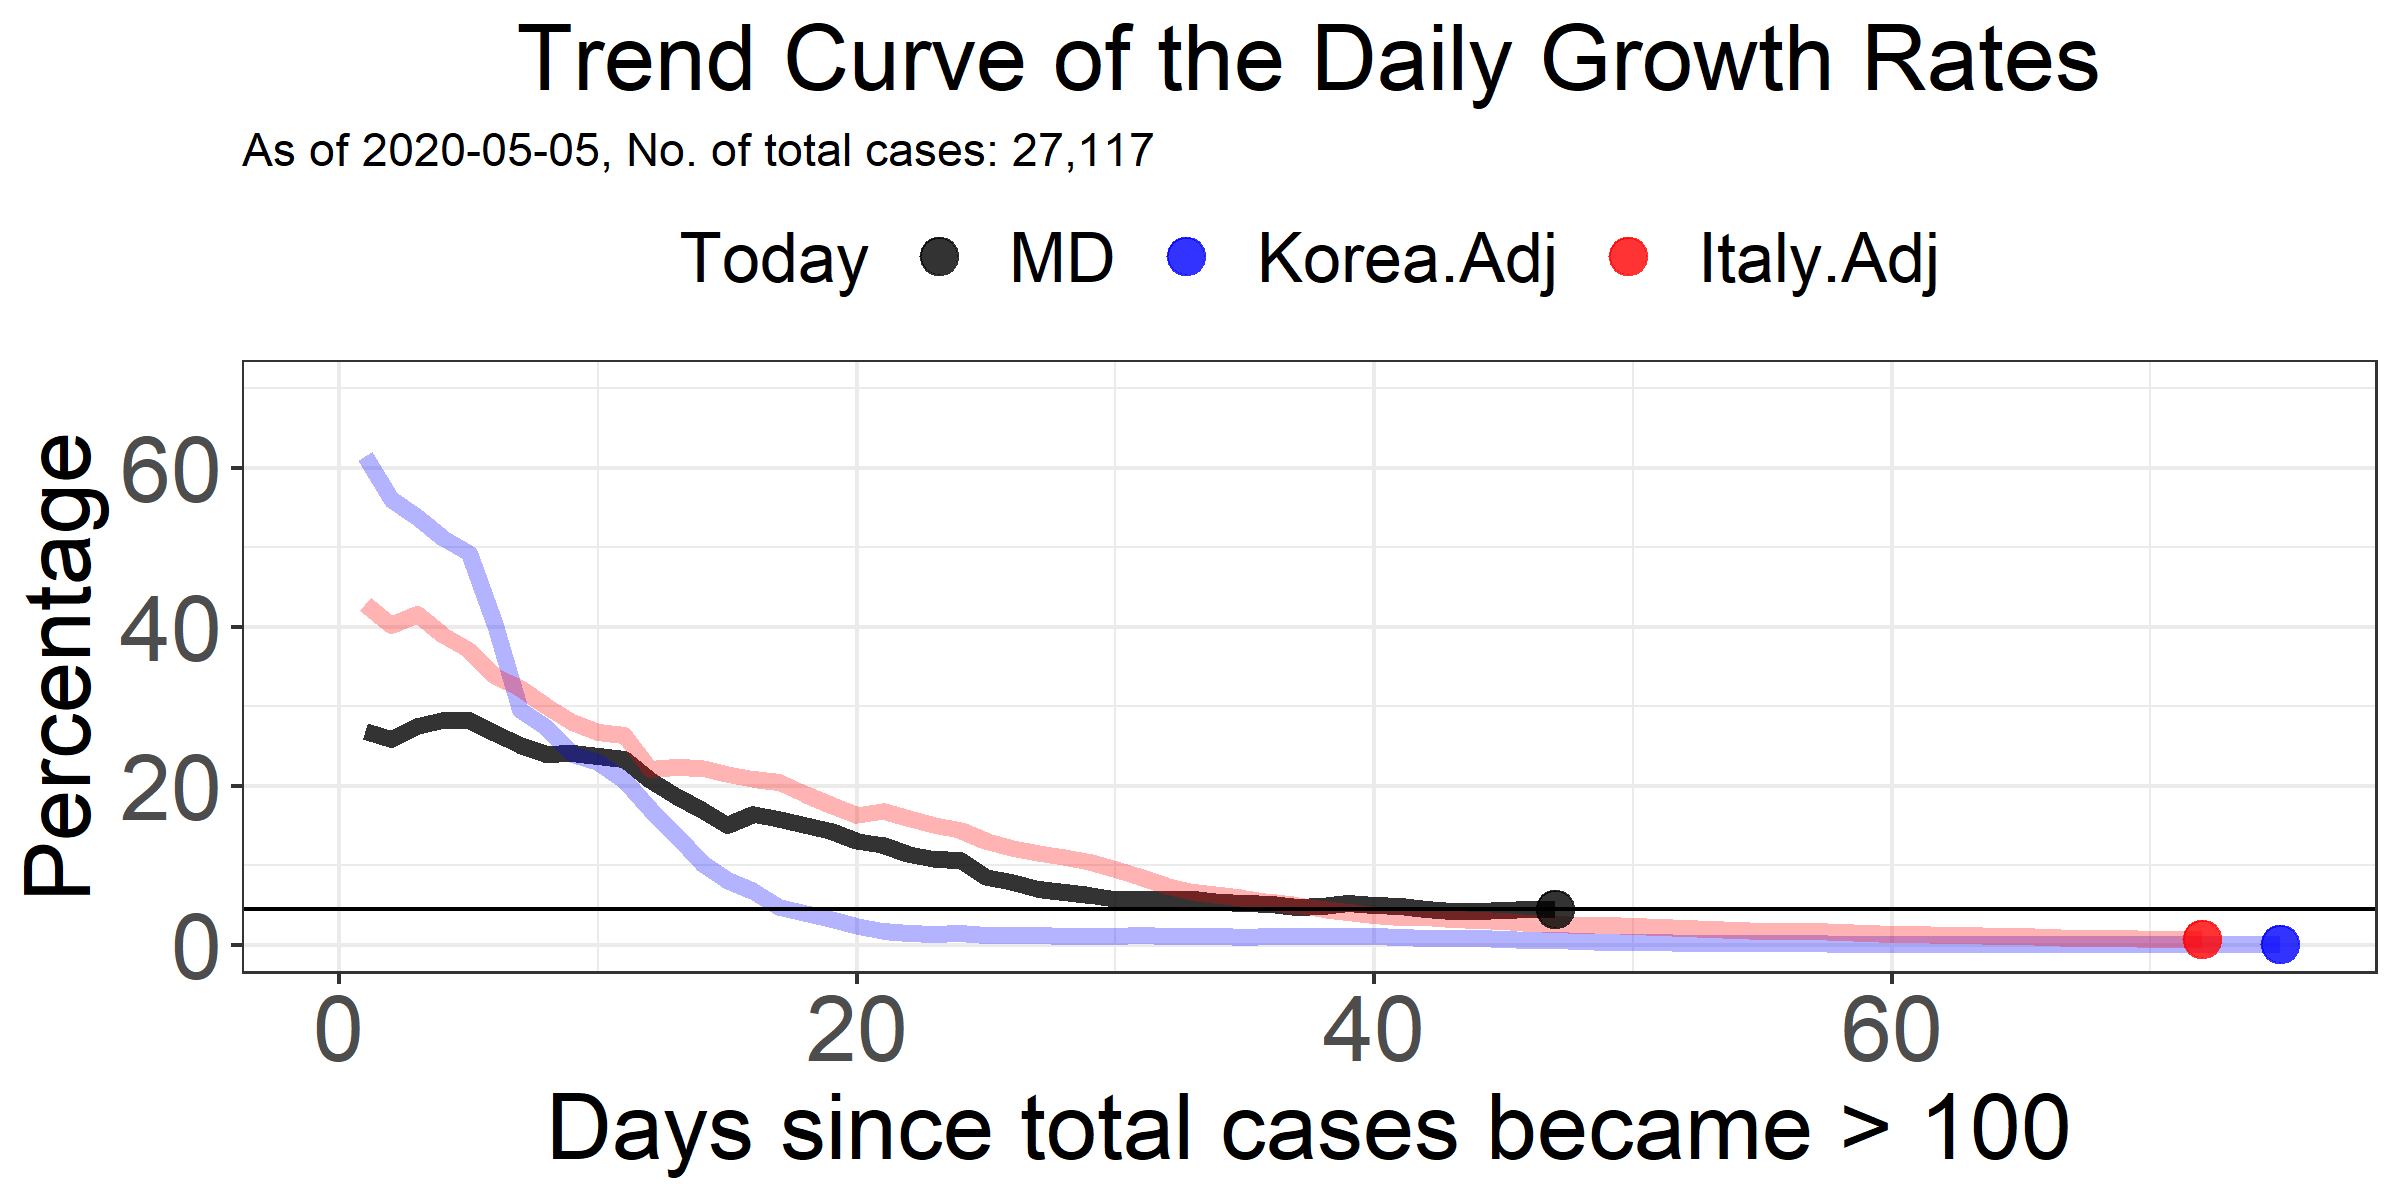 Trend Curve of the Daily Growth Rates
As of 2020-05-05, No. of total cases: 27,117
Today MD Korea.Adj Italy.Adj
Percentage
60
40
20
0
0 20 40 60
Days since total cases became > 100